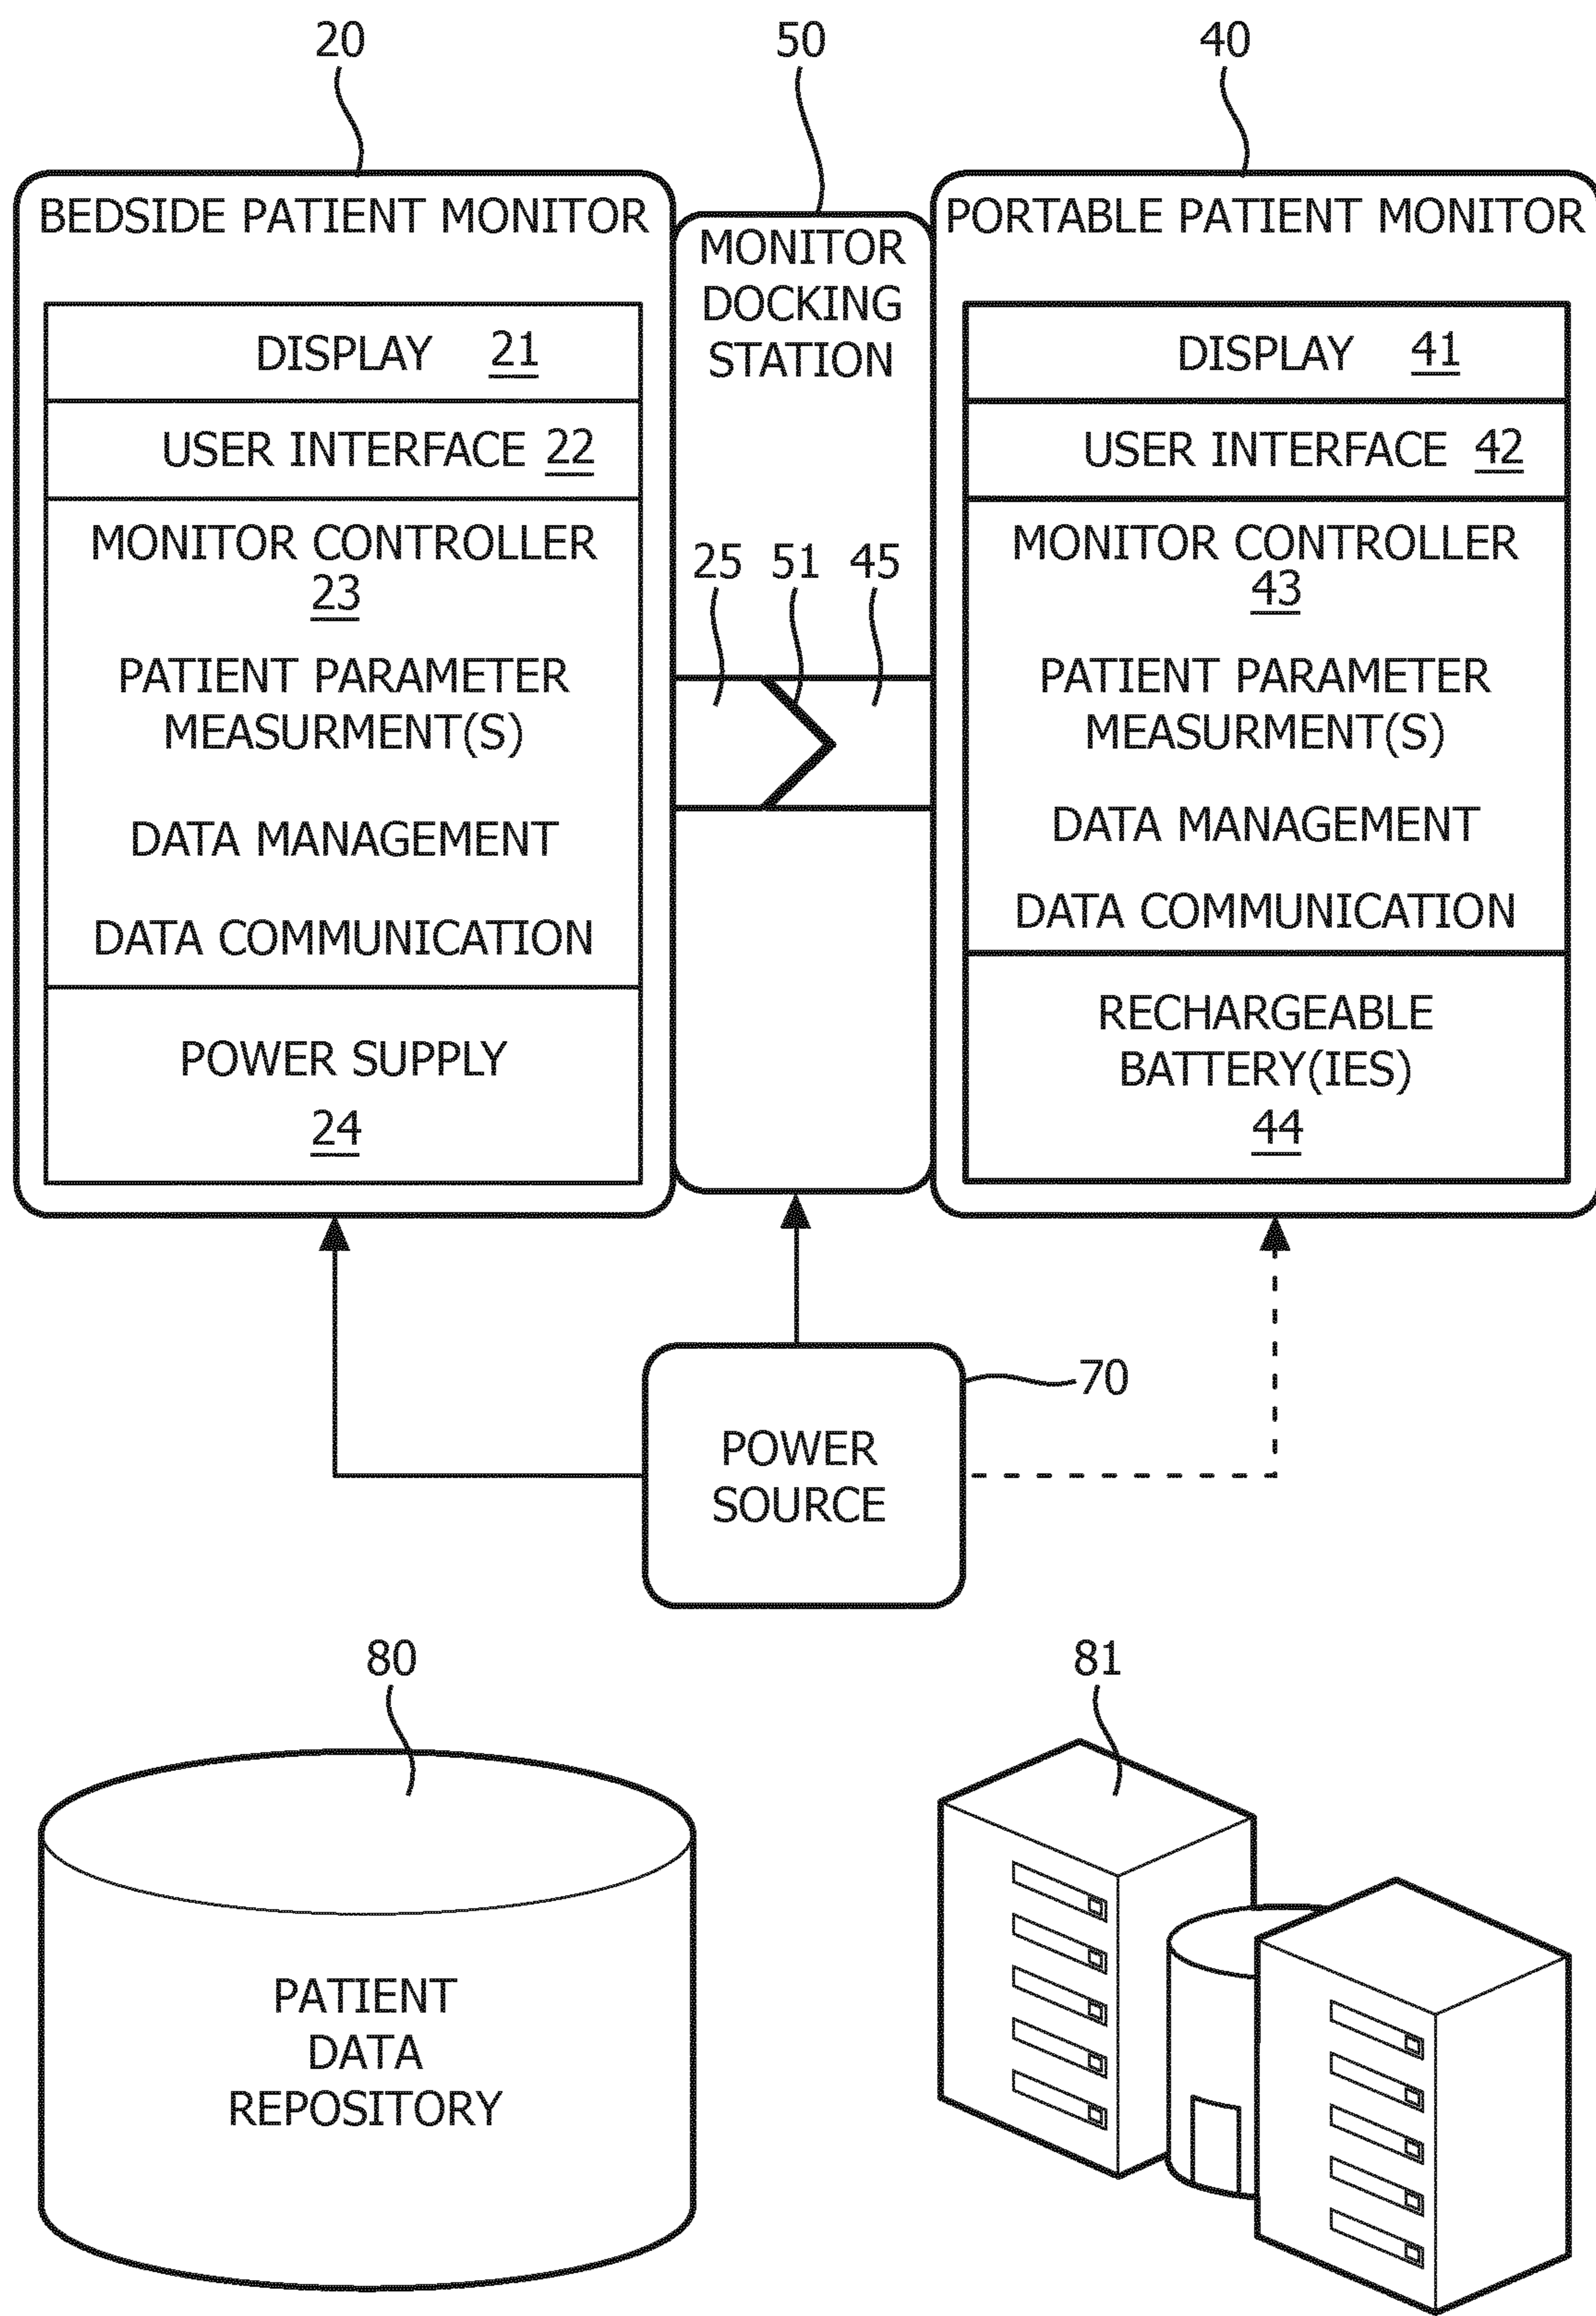 20
50
40
BEDSIDE PATIENT MONITOR
DISPLAY 21
USER INTERFACE 22
MONITOR CONTROLLER
23
PATIENT PARAMETER
MEASURMENT(S)
DATA MANAGEMENT
DATA COMMUNICATION
POWER SUPPLY
24
MONITOR
DOCKING
STATION
25 51 45
PORTABLE PATIENT MONITOR
DISPLAY 41
USER INTERFACE 42
MONITOR CONTROLLER
43
PATIENT PARAMETER
MEASURMENT(S)
DATA MANAGEMENT
DATA COMMUNICATION
RECHARGEABLE
BATTERY(IES)
44
70
POWER
SOURCE
80
PATIENT
DATA
REPOSITORY
81